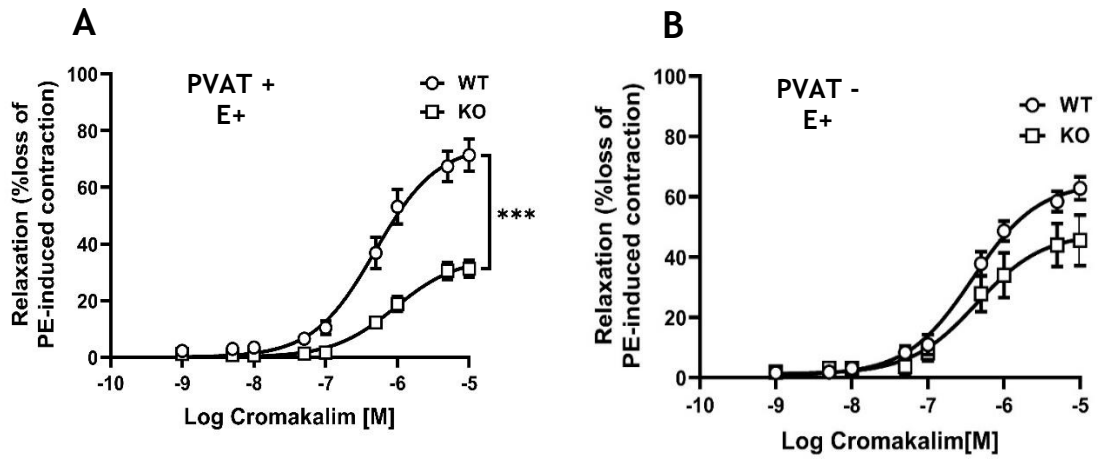 A
PVAT +
E+
WT
KO
Relaxation (%loss of
PE-induced contraction)
100
80
60
40
20
0
***
-10 -9 -8 -7 -6 -5
Log Cromakalim [M]
B
PVAT -
E+
WT
KO
Relaxation (%loss of
PE-induced contraction)
100
80
60
40
20
0
-10 -9 -8 -7 -6 -5
Log Cromakalim[M]